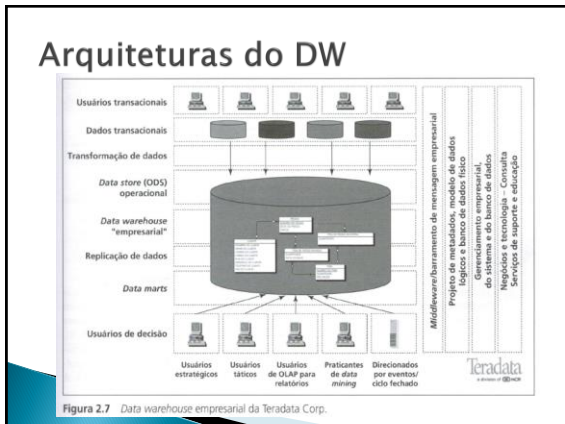 Arquiteturas do DW
Usuários transacionais
Dados transacionais
Transformação de dados
Data store (ODS)
operacional
Data warehouse
"empresarial"
Replicação de dados
Data marts
Usuários de decisão
Usuários
estratégicos
Usuários
táticos
Usuários
de OLAP para
relatórios
Praticantes
de data
mining
Direcionados
por eventos/
ciclo fechado
Middleware/barramento de mensagem empresarial
Projeto de metadados, modelo de dados
lógicos e banco de dados físico
Gerenciamento empresarial,
do sistema e do banco de dados
Negócios e tecnologia – Consulta
Serviços de suporte e educação
Teradata
a division of NCR
Figura 2.7 Data warehouse empresarial da Teradata Corp.